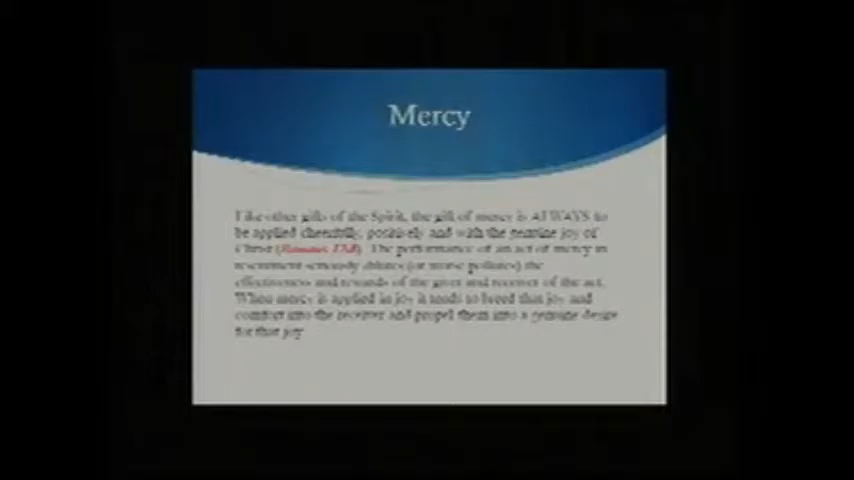 Mercy
Like other gifts of the Spirit, the gift of mercy is ALWAYS to
be applied cheerfully, positively and with the genuine joy of
Christ (Romans 12:8). The performance of an act of mercy in
resentment seriously dilutes (or worse pollutes) the
effectiveness and rewards of the giver and receiver of the act.
When mercy is applied in joy it tends to breed that joy and
comfort into the receiver and propel them into a genuine desire
for that joy